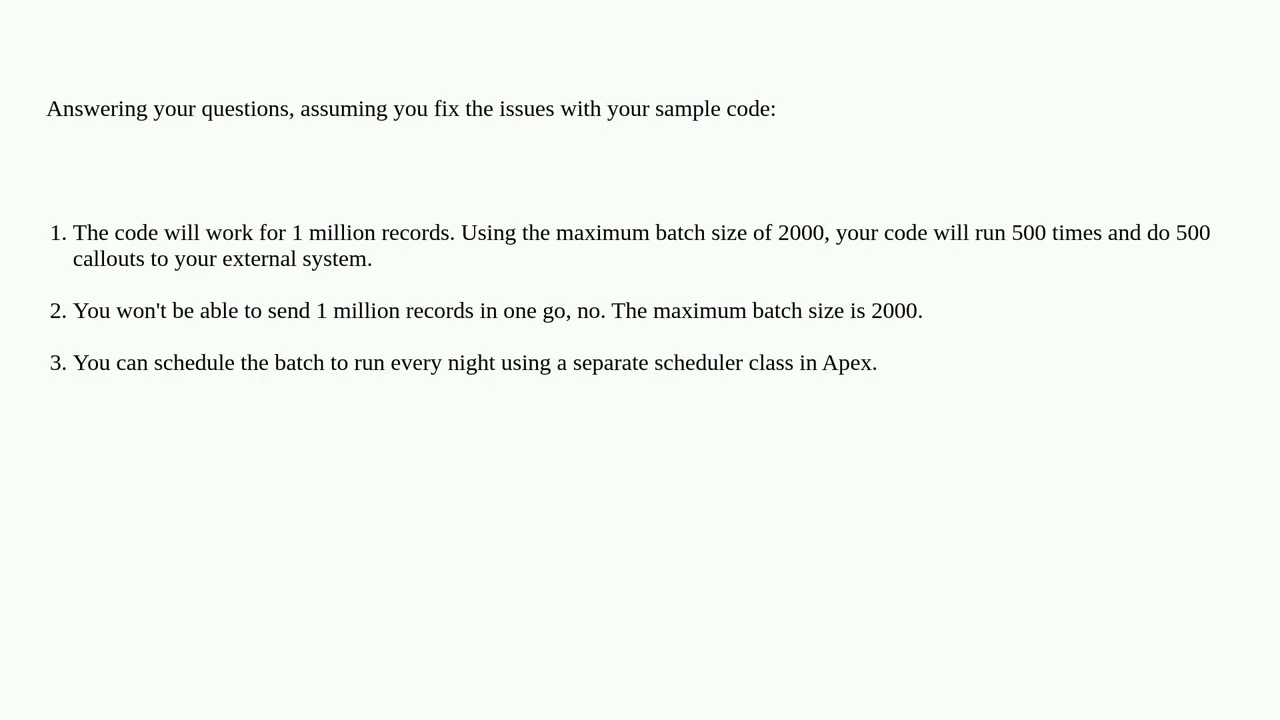 Answering your questions, assuming you fix the issues with your sample code:
1. The code will work for 1 million records. Using the maximum batch size of 2000, your code will run 500 times and do 500
callouts to your external system.
2. You won't be able to send 1 million records in one go, no. The maximum batch size is 2000.
3. You can schedule the batch to run every night using a separate scheduler class in Apex.